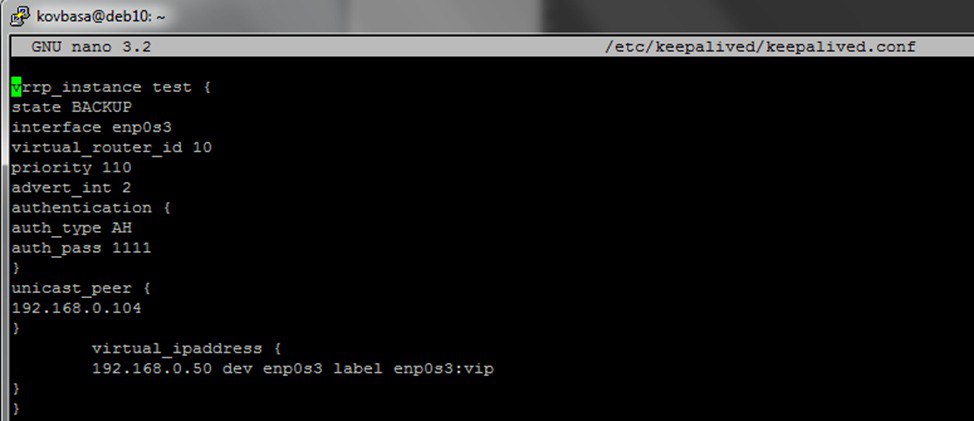 kovbasa@deb10: ~
GNU nano 3.2 /etc/keepalived/keepalived.conf
vrrp_instance test {
state BACKUP
interface enp0s3
virtual_router_id 10
priority 110
advert_int 2
authentication {
auth_type AH
auth_pass 1111
}
unicast_peer {
192.168.0.104
}
virtual_ipaddress {
192.168.0.50 dev enp0s3 label enp0s3:vip
}
}